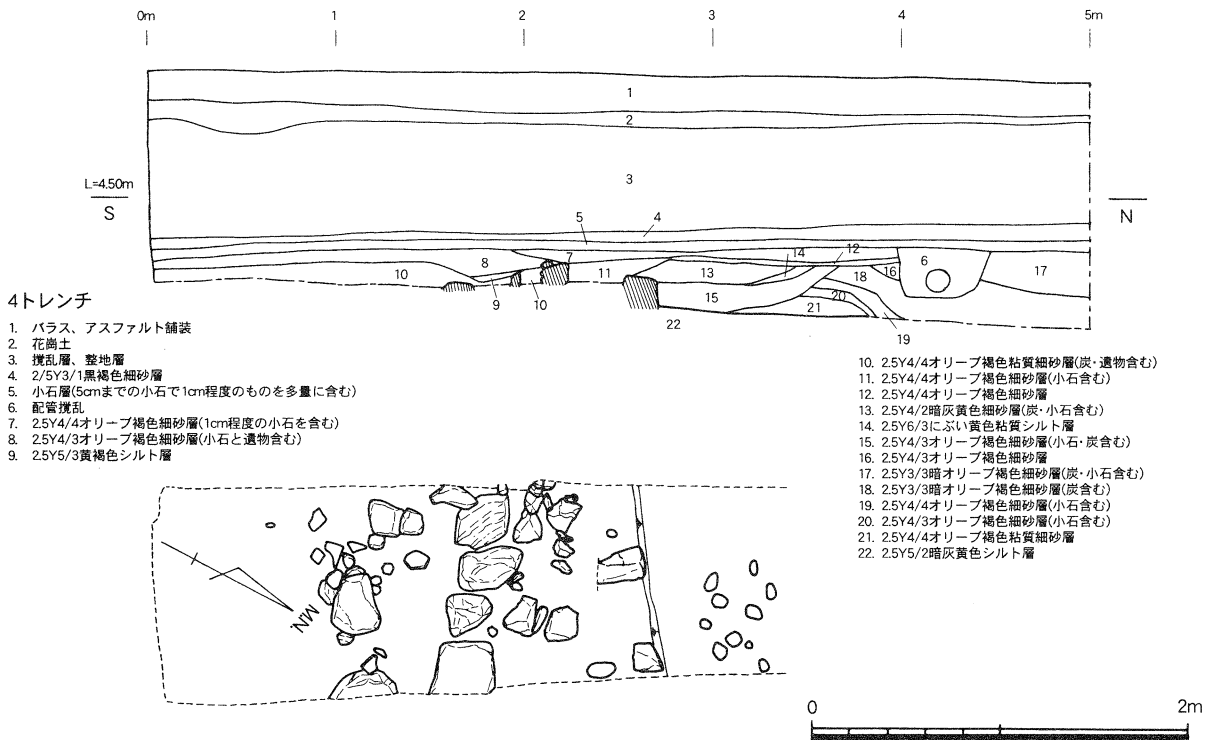 0m 1 2 3 4 5m
1
2
3
L=4.50m
S N
5 4
7 14 12 6
10 8 11 13 18 16 17
9 10 15 20
21
22 19
4トレンチ
1. バラス、アスファルト舗装
2. 花崗土
3. 攪乱層、整地層
4. 2/5Y3/1黒褐色細砂層
5. 小石層(5cmまでの小石で1cm程度のものを多量に含む)
6. 配管攪乱
7. 2.5Y4/4オリーブ褐色細砂層(1cm程度の小石を含む)
8. 2.5Y4/3オリーブ褐色細砂層(小石と遺物含む)
9. 2.5Y5/3黄褐色シルト層
10. 2.5Y4/4オリーブ褐色粘質細砂層(炭・遺物含む)
11. 2.5Y4/4オリーブ褐色細砂層(小石含む)
12. 2.5Y4/4オリーブ褐色細砂層
13. 2.5Y4/2暗灰黄色細砂層(炭・小石含む)
14. 2.5Y6/3にぶい黄色粘質シルト層
15. 2.5Y4/3オリーブ褐色細砂層(小石・炭含む)
16. 2.5Y4/3オリーブ褐色細砂層
17. 2.5Y3/3暗オリーブ褐色細砂層(炭・小石含む)
18. 2.5Y3/3暗オリーブ褐色細砂層(炭含む)
19. 2.5Y4/4オリーブ褐色細砂層(小石含む)
20. 2.5Y4/3オリーブ褐色細砂層(小石含む)
21. 2.5Y4/4オリーブ褐色粘質細砂層
22. 2.5Y5/2暗灰黄色シルト層
M.N.
0 2m